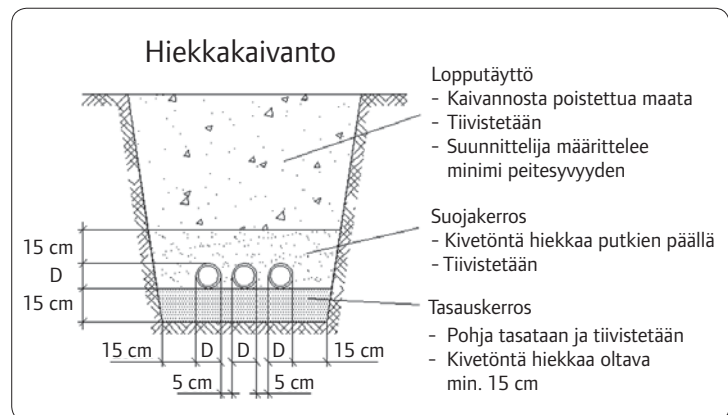 Hiekkakaivanto
Lopputäyttö
- Kaivannosta poistettua maata
- Tiivistetään
- Suunnittelija määrittelee
minimi peitesyvyyden
Suojakerros
- Kivetöntä hiekkaa putkien päällä
- Tiivistetään
Tasauskerros
- Pohja tasataan ja tiivistetään
- Kivetöntä hiekkaa oltava
min. 15 cm
15 cm
D
15 cm
15 cm D D D 15 cm
5 cm 5 cm